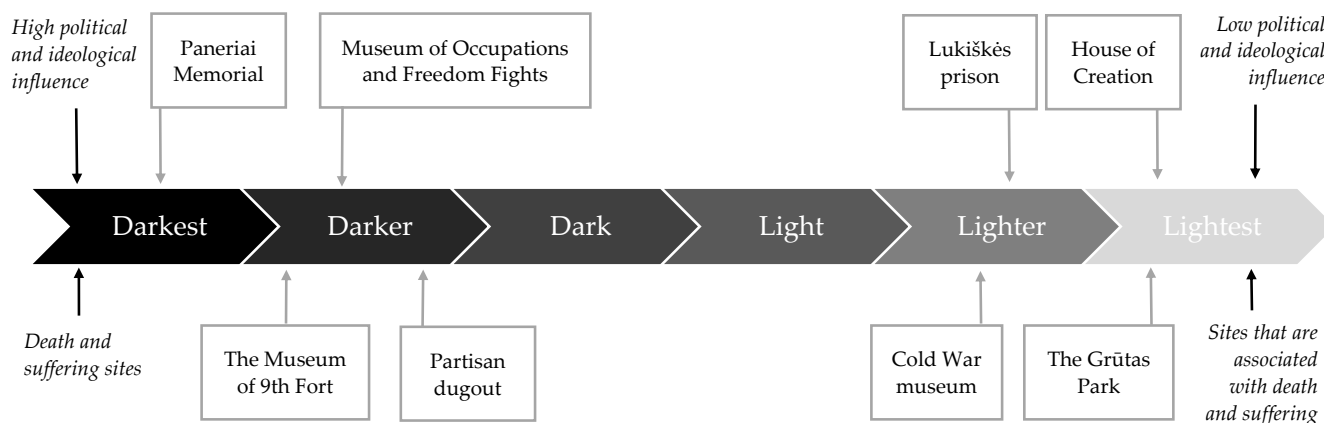 High political
and ideological
influence
Paneriai
Memorial
Museum of Occupations
and Freedom Fights
Lukiškės
prison
House of
Creation
Low political
and ideological
influence
Darkest
Darker
Dark
Light
Lighter
Lightest
Death and
suffering sites
The Museum
of 9th Fort
Partisan
dugout
Cold War
museum
The Grūtas
Park
Sites that are
associated
with death
and suffering